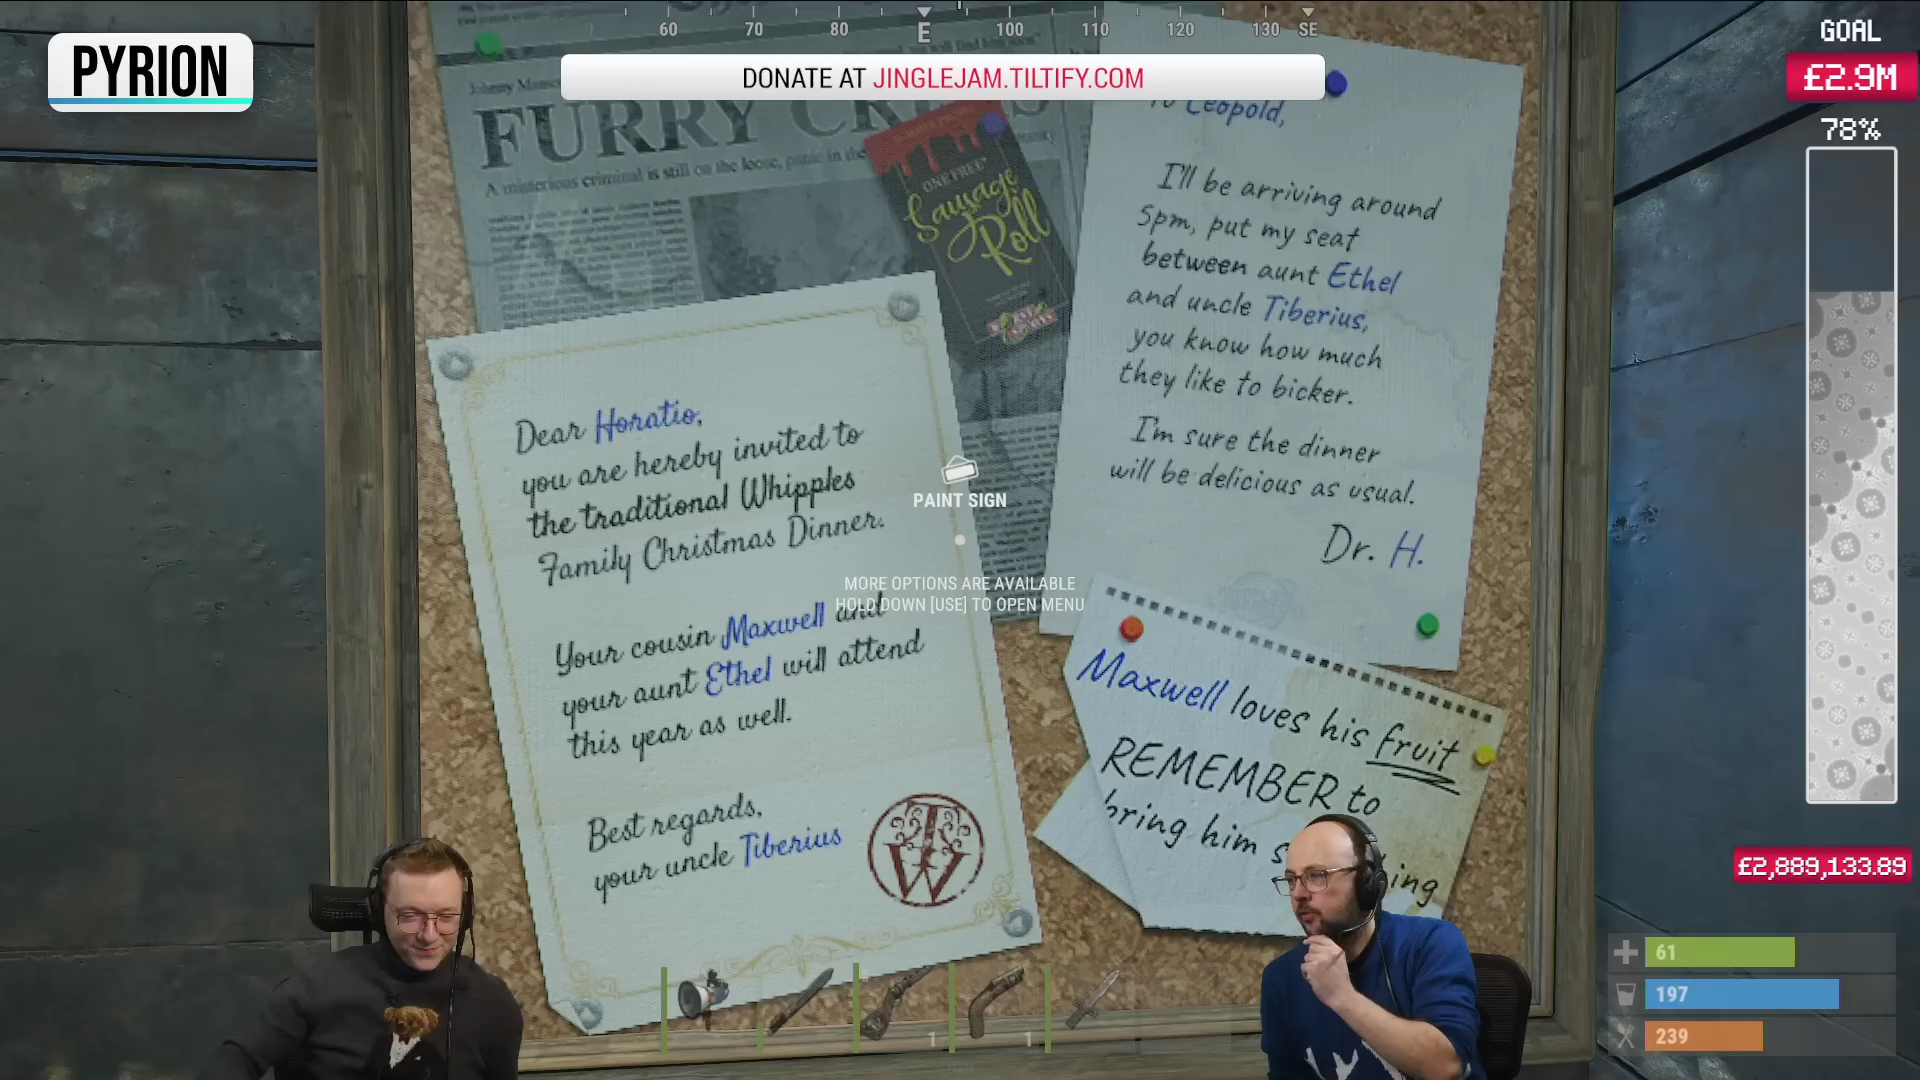 60 70 80 E 100 110 120 130 SE
PYRION
DONATE AT JINGLEJAM.TILTIFY.COM
GOAL
£2.9M
78%
£2,889,133.89
FURRY
A misterious criminal is still on the loose, panic in the
ONE FREE*
Sausage
Roll
Leopold,
I'll be arriving around
5pm, put my seat
between aunt Ethel
and uncle Tiberius,
you know how much
they like to bicker.
I'm sure the dinner
will be delicious as usual.
Dr. H.
Dear Horatio,
you are hereby invited to
the traditional Whipples
Family Christmas Dinner.
Your cousin Maxwell and
your aunt Ethel will attend
this year as well.
Best regards,
your uncle Tiberius
TW
PAINT SIGN
MORE OPTIONS ARE AVAILABLE
HOLD DOWN [USE] TO OPEN MENU
Maxwell loves his fruit
REMEMBER to
bring him
1
1
61
197
239